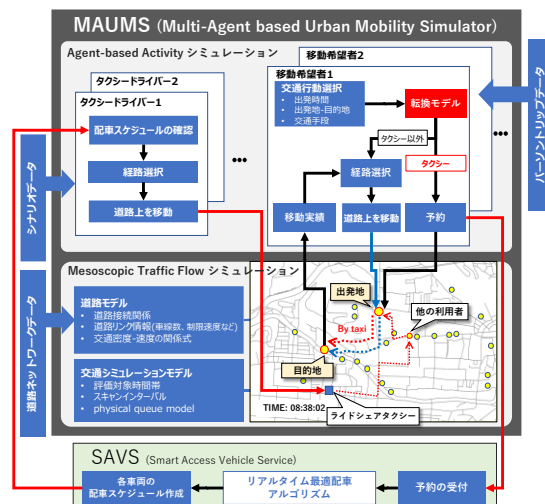 MAUMS (Multi-Agent based Urban Mobility Simulator)
Agent-based Activity シミュレーション
タクシードライバー2
タクシードライバー1
配車スケジュールの確認
経路選択
道路上を移動
•••
移動希望者2
移動希望者1
交通行動選択
• 出発時間
• 出発地-目的地
• 交通手段
転換モデル
タクシー以外
タクシー
経路選択
移動実績
道路上を移動
予約
•••
パーソントリップデータ
シナリオデータ
道路ネットワークデータ
Mesoscopic Traffic Flow シミュレーション
道路モデル
• 道路接続関係
• 道路リンク情報(車線数、制限速度など)
• 交通密度-速度の関係式
交通シミュレーションモデル
• 評価対象時間帯
• スキャンインターバル
• physical queue model
出発地
他の利用者
By taxi
目的地
TIME: 08:38:02
ライドシェアタクシー
SAVS (Smart Access Vehicle Service)
各車両の
配車スケジュール作成
リアルタイム最適配車
アルゴリズム
予約の受付